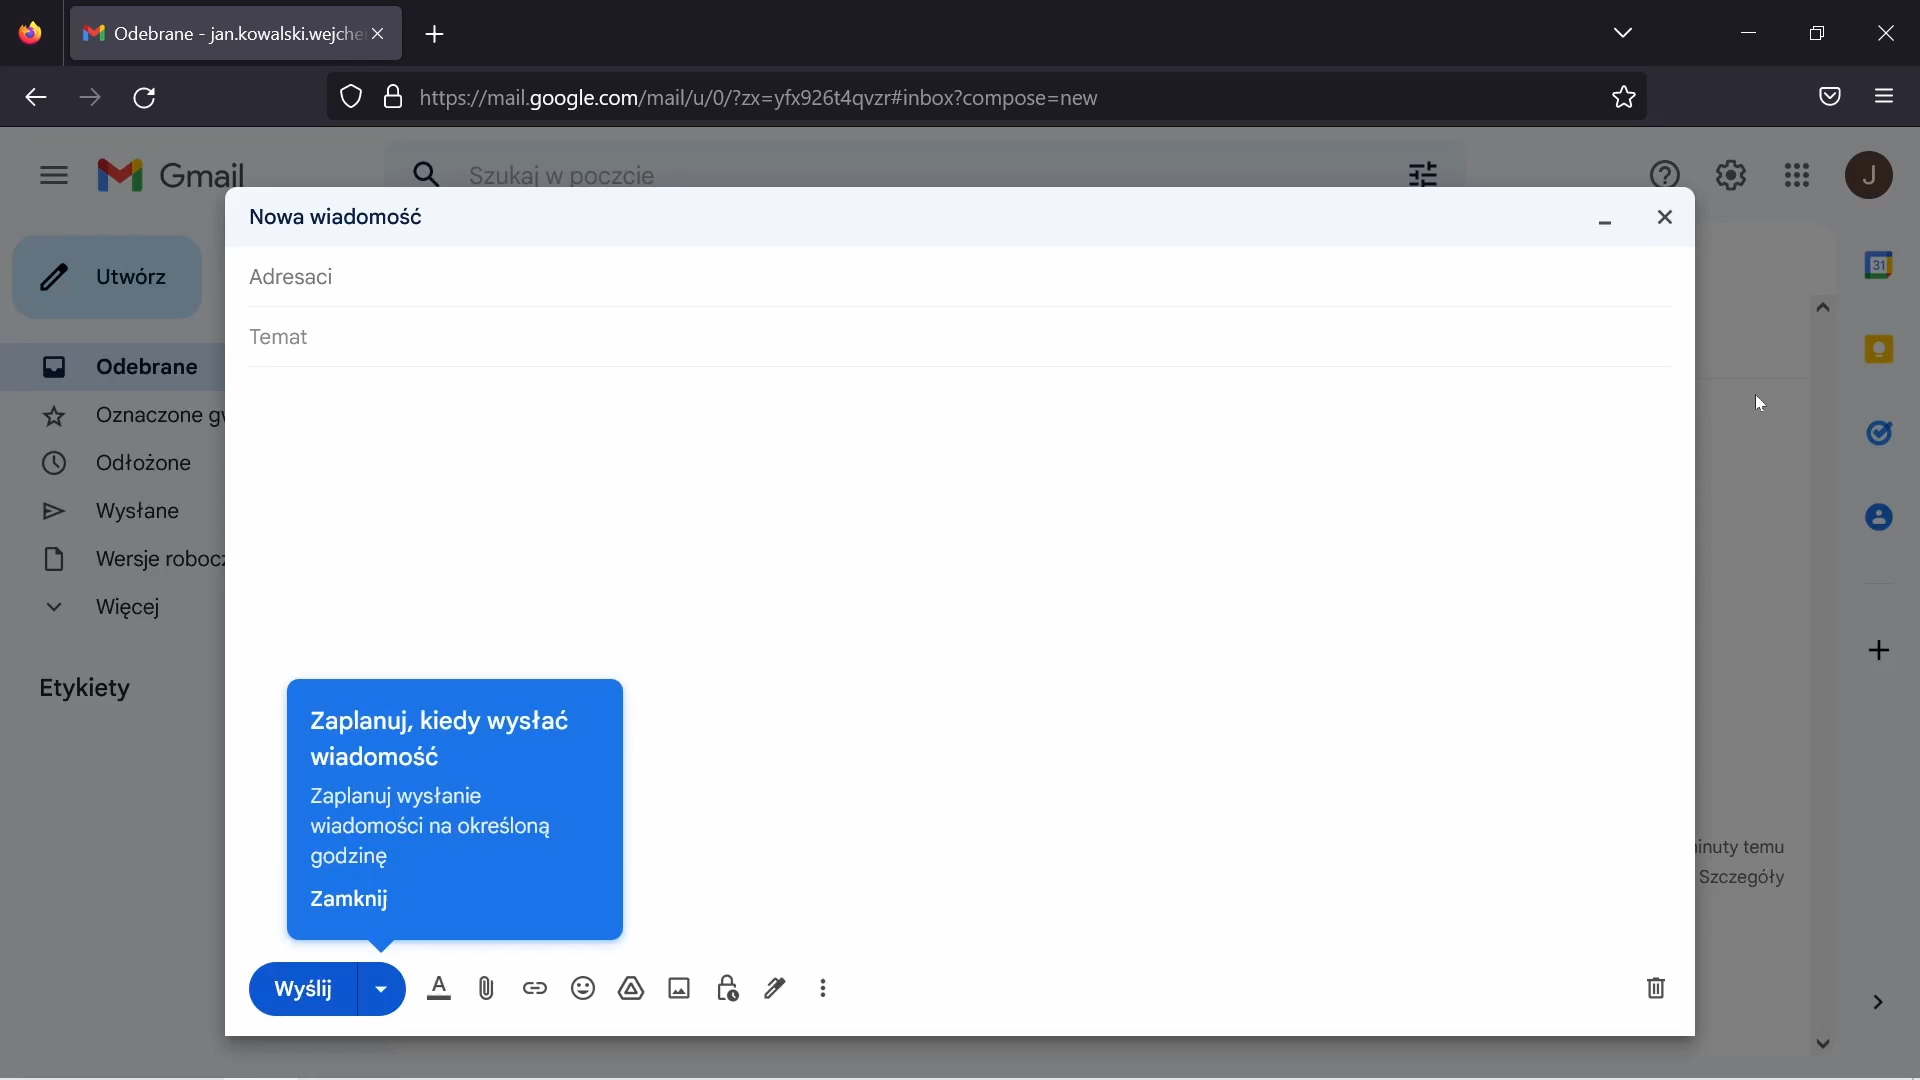 Odebrane - jan.kowalski.wejche
https://mail.google.com/mail/u/0/?zx=yfx926t4qvzr#inbox?compose=new
Gmail
Szukaj w poczcie
J
Nowa wiadomość
Adresaci
Temat
Utwórz
31
Odebrane
Oznaczone gw
Odłożone
Wysłane
Wersje robocz
Więcej
Etykiety
Zaplanuj, kiedy wysłać
wiadomość
Zaplanuj wysłanie
wiadomości na określoną
godzinę
Zamknij
inuty temu
Szczegóły
Wyślij